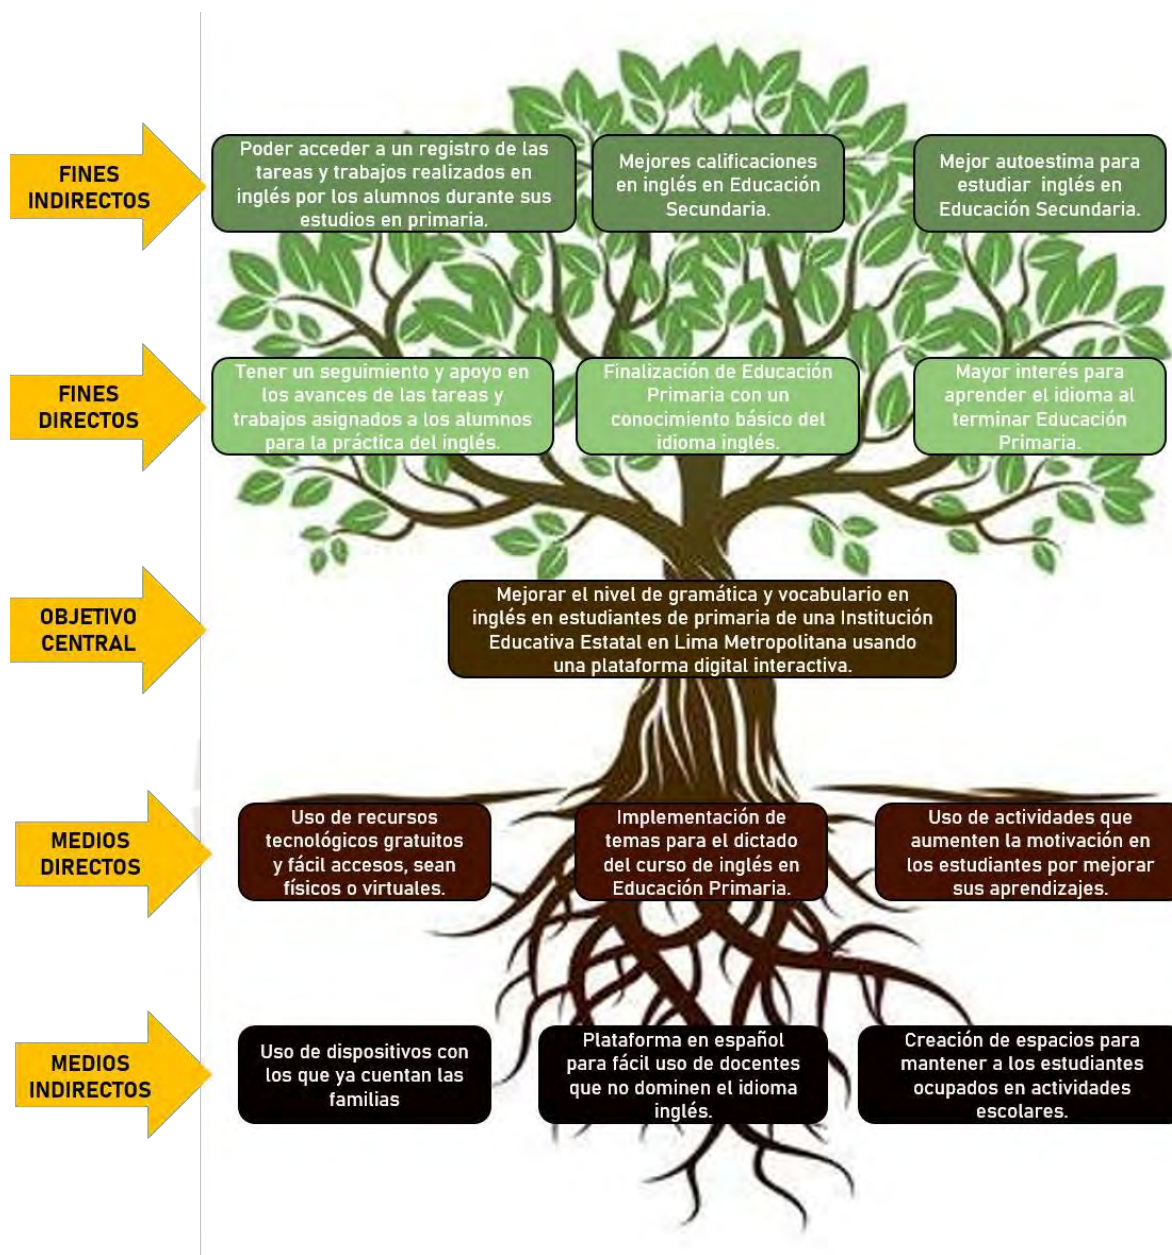 FINES
INDIRECTOS
Poder acceder a un registro de las
tareas y trabajos realizados en
inglés por los alumnos durante sus
estudios en primaria.
Mejores calificaciones
en inglés en Educación
Secundaria.
Mejor autoestima para
estudiar inglés en
Educación Secundaria.
FINES
DIRECTOS
Tener un seguimiento y apoyo en
los avances de las tareas y
trabajos asignados a los alumnos
para la práctica del inglés.
Finalización de Educación
Primaria con un
conocimiento básico del
idioma inglés.
Mayor interés para
aprender el idioma al
terminar Educación
Primaria.
OBJETIVO
CENTRAL
Mejorar el nivel de gramática y vocabulario en
inglés en estudiantes de primaria de una Institución
Educativa Estatal en Lima Metropolitana usando
una plataforma digital interactiva.
MEDIOS
DIRECTOS
Uso de recursos
tecnológicos gratuitos
y fácil accesos, sean
físicos o virtuales.
Implementación de
temas para el dictado
del curso de inglés en
Educación Primaria.
Uso de actividades que
aumenten la motivación en
los estudiantes por mejorar
sus aprendizajes.
MEDIOS
INDIRECTOS
Uso de dispositivos con
los que ya cuentan las
familias
Plataforma en español
para fácil uso de docentes
que no dominen el idioma
inglés.
Creación de espacios para
mantener a los estudiantes
ocupados en actividades
escolares.